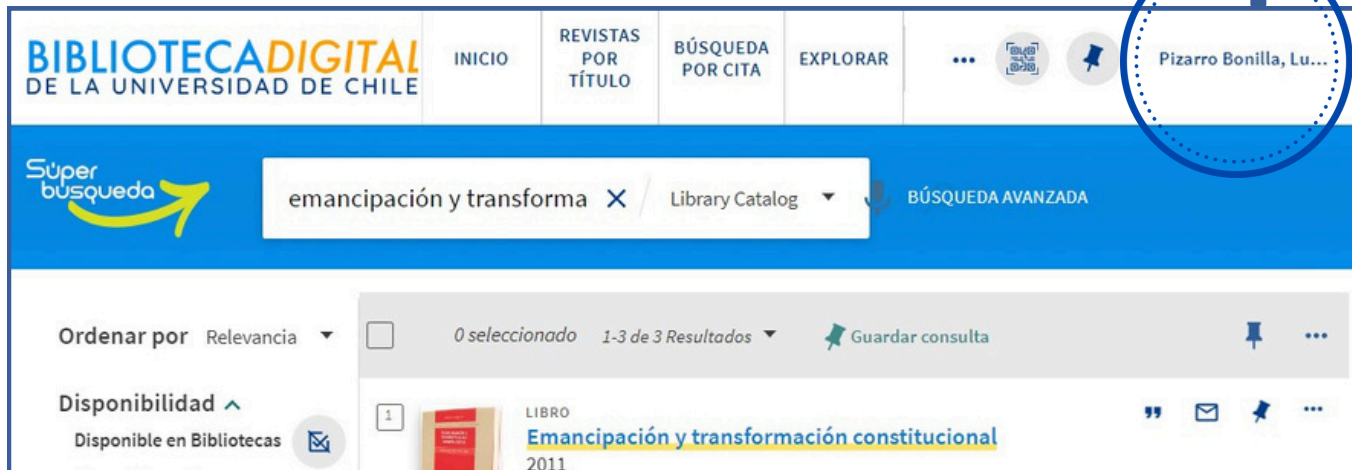 BIBLIOTECADIGITAL
DE LA UNIVERSIDAD DE CHILE
INICIO
REVISTAS
POR
TÍTULO
BÚSQUEDA
POR CITA
EXPLORAR
Pizarro Bonilla, Lu...
Súper
búsqueda
emancipación y transforma
Library Catalog
BÚSQUEDA AVANZADA
Ordenar por Relevancia
0 seleccionado 1-3 de 3 Resultados Guardar consulta
Disponibilidad
Disponible en Bibliotecas
1
LIBRO
Emancipación y transformación constitucional
2011